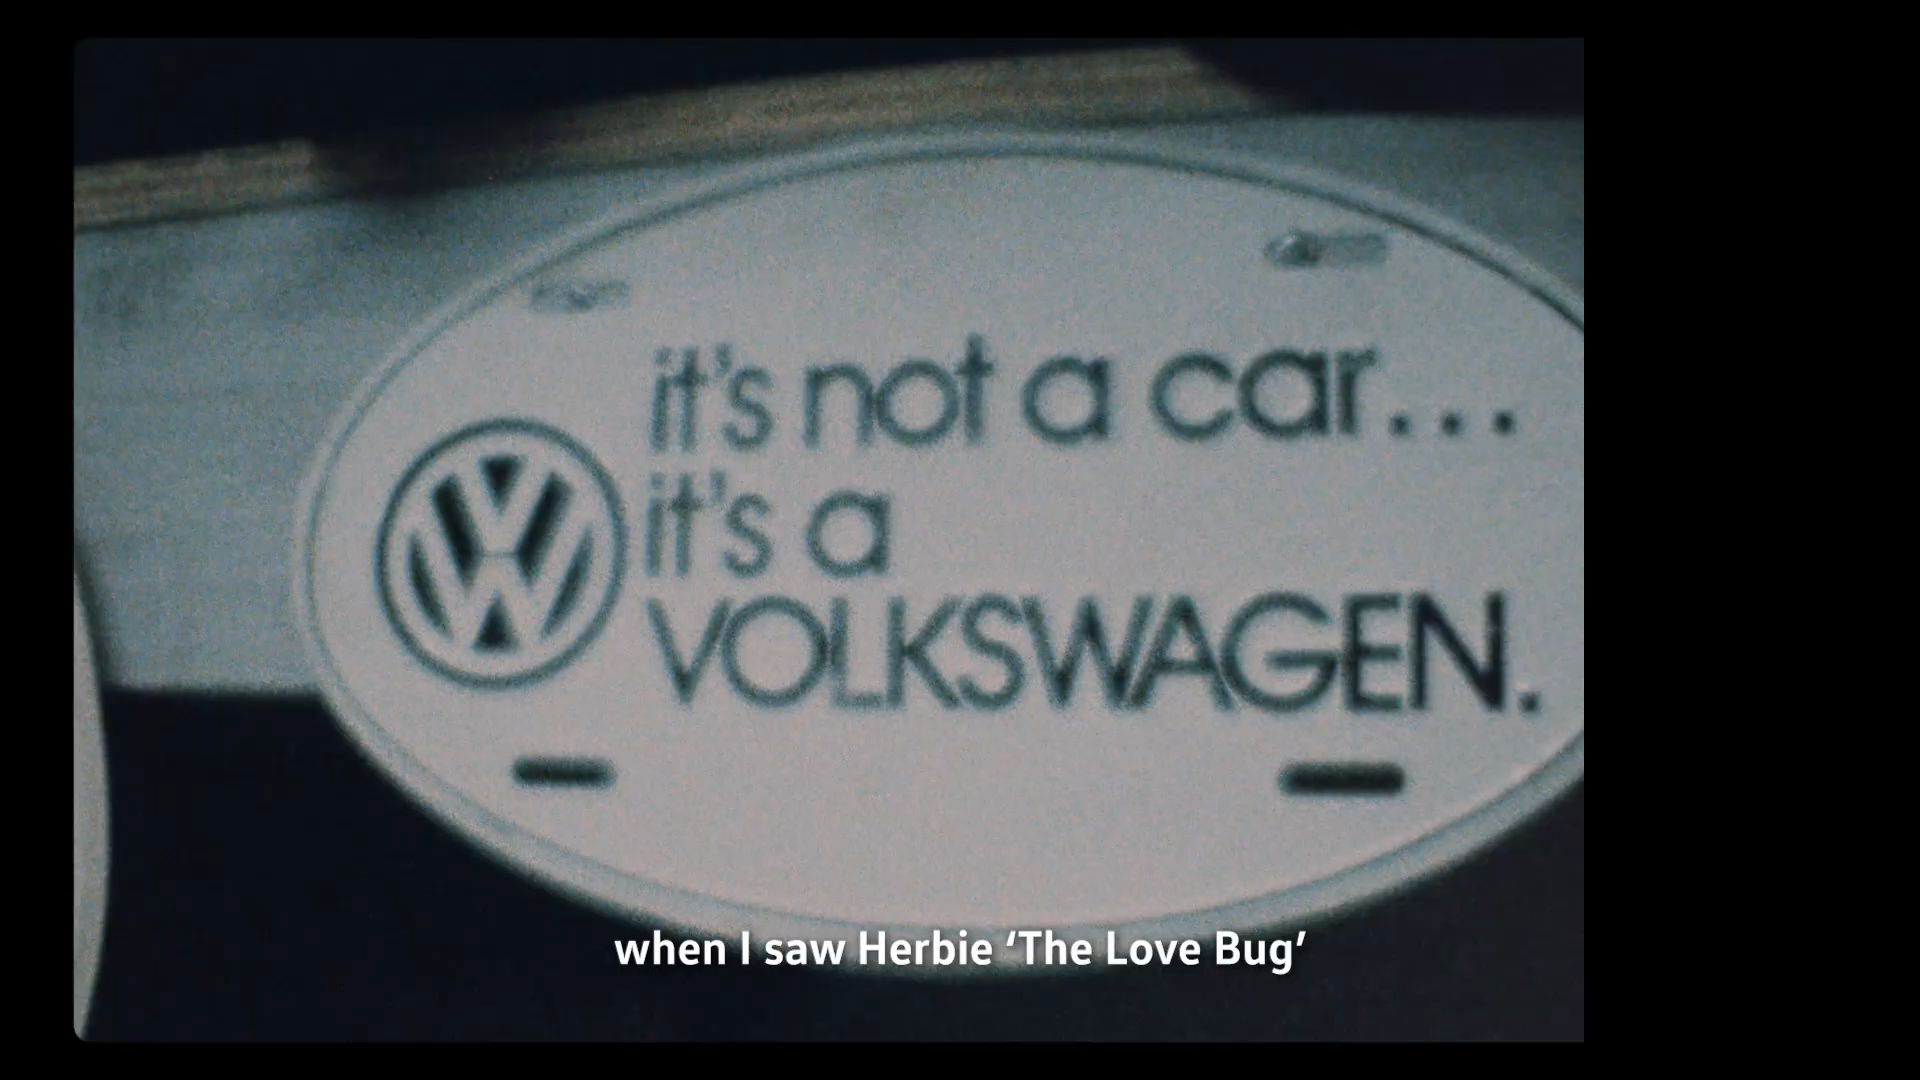 it's not a car...
it's a
VOLKSWAGEN.
when I saw Herbie ‘The Love Bug’